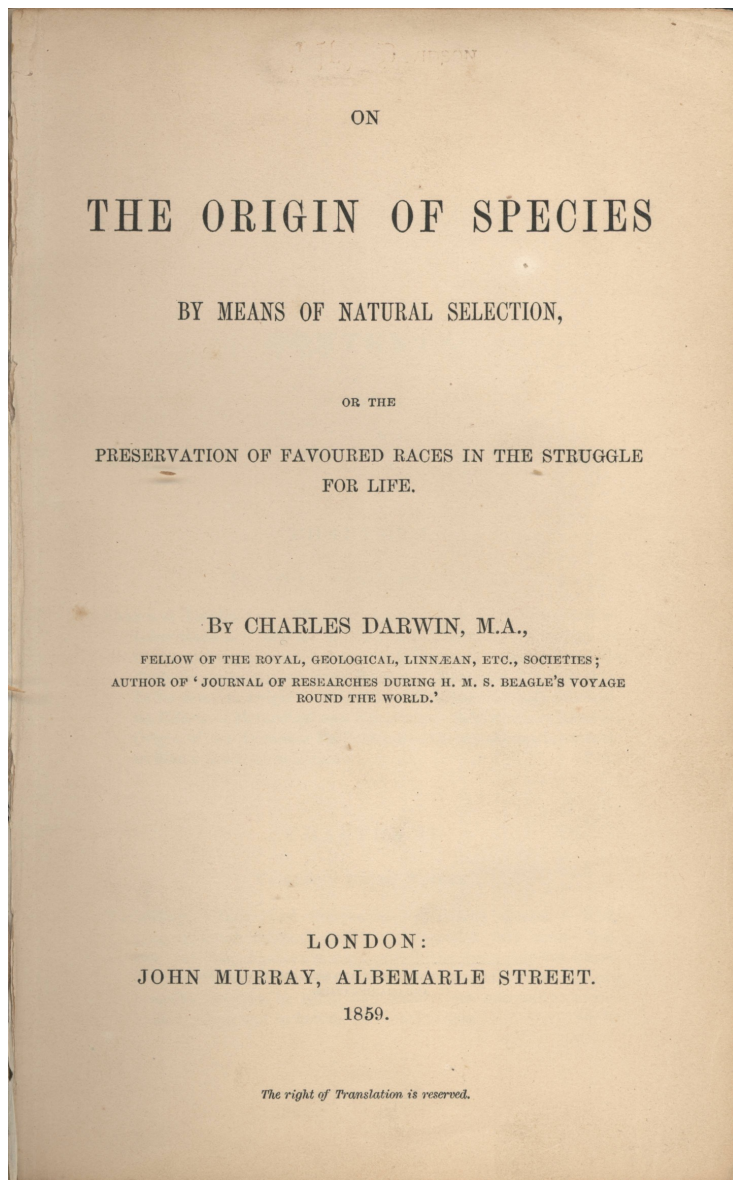 ON
THE ORIGIN OF SPECIES
BY MEANS OF NATURAL SELECTION,
OR THE
PRESERVATION OF FAVOURED RACES IN THE STRUGGLE
FOR LIFE.
By CHARLES DARWIN, M.A.,
FELLOW OF THE ROYAL, GEOLOGICAL, LINNÆAN, ETC., SOCIETIES;
AUTHOR OF ‘JOURNAL OF RESEARCHES DURING H. M. S. BEAGLE’S VOYAGE
ROUND THE WORLD.’
LONDON:
JOHN MURRAY, ALBEMARLE STREET.
1859.
The right of Translation is reserved.